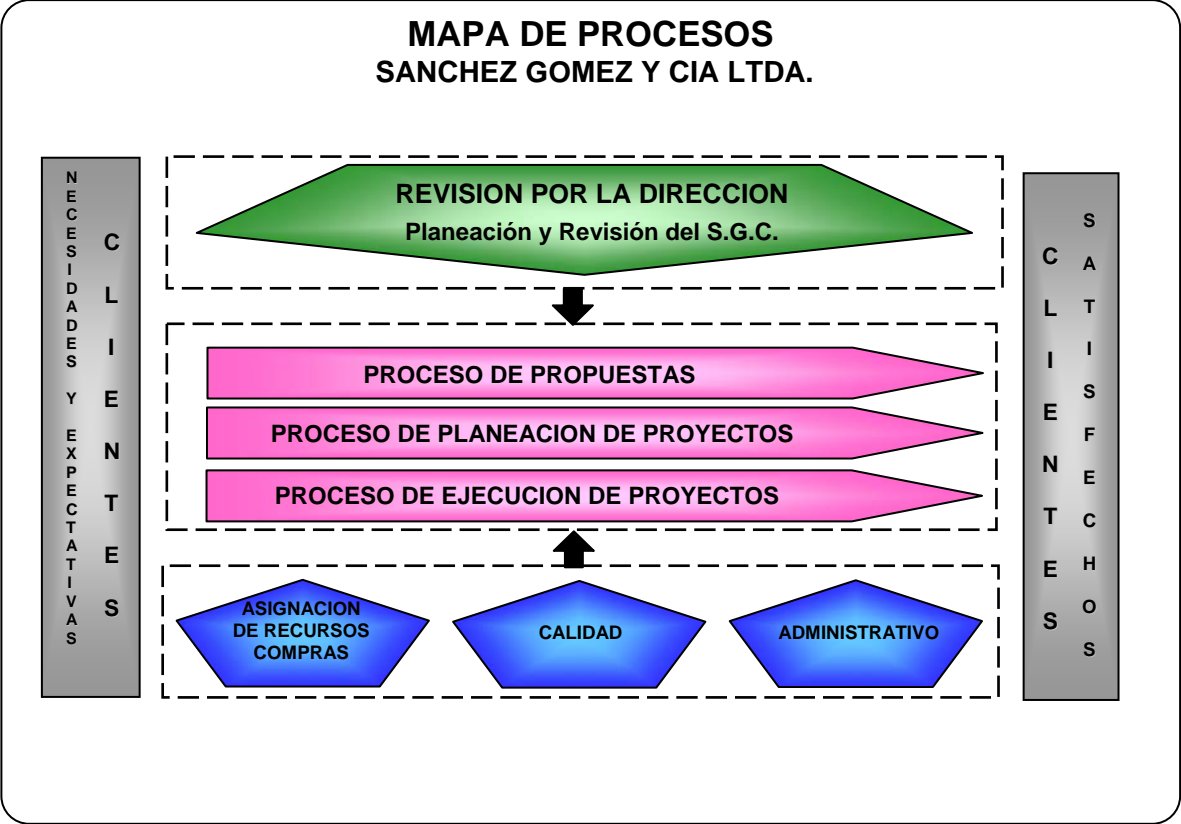 MAPA DE PROCESOS
SANCHEZ GOMEZ Y CIA LTDA.
NECESIDADES Y EXPECTATIVAS
CLIENTES
REVISION POR LA DIRECCION
Planeación y Revisión del S.G.C.
PROCESO DE PROPUESTAS
PROCESO DE PLANEACION DE PROYECTOS
PROCESO DE EJECUCION DE PROYECTOS
ASIGNACION
DE RECURSOS
COMPRAS
CALIDAD
ADMINISTRATIVO
CLIENTES
SATISFECHOS